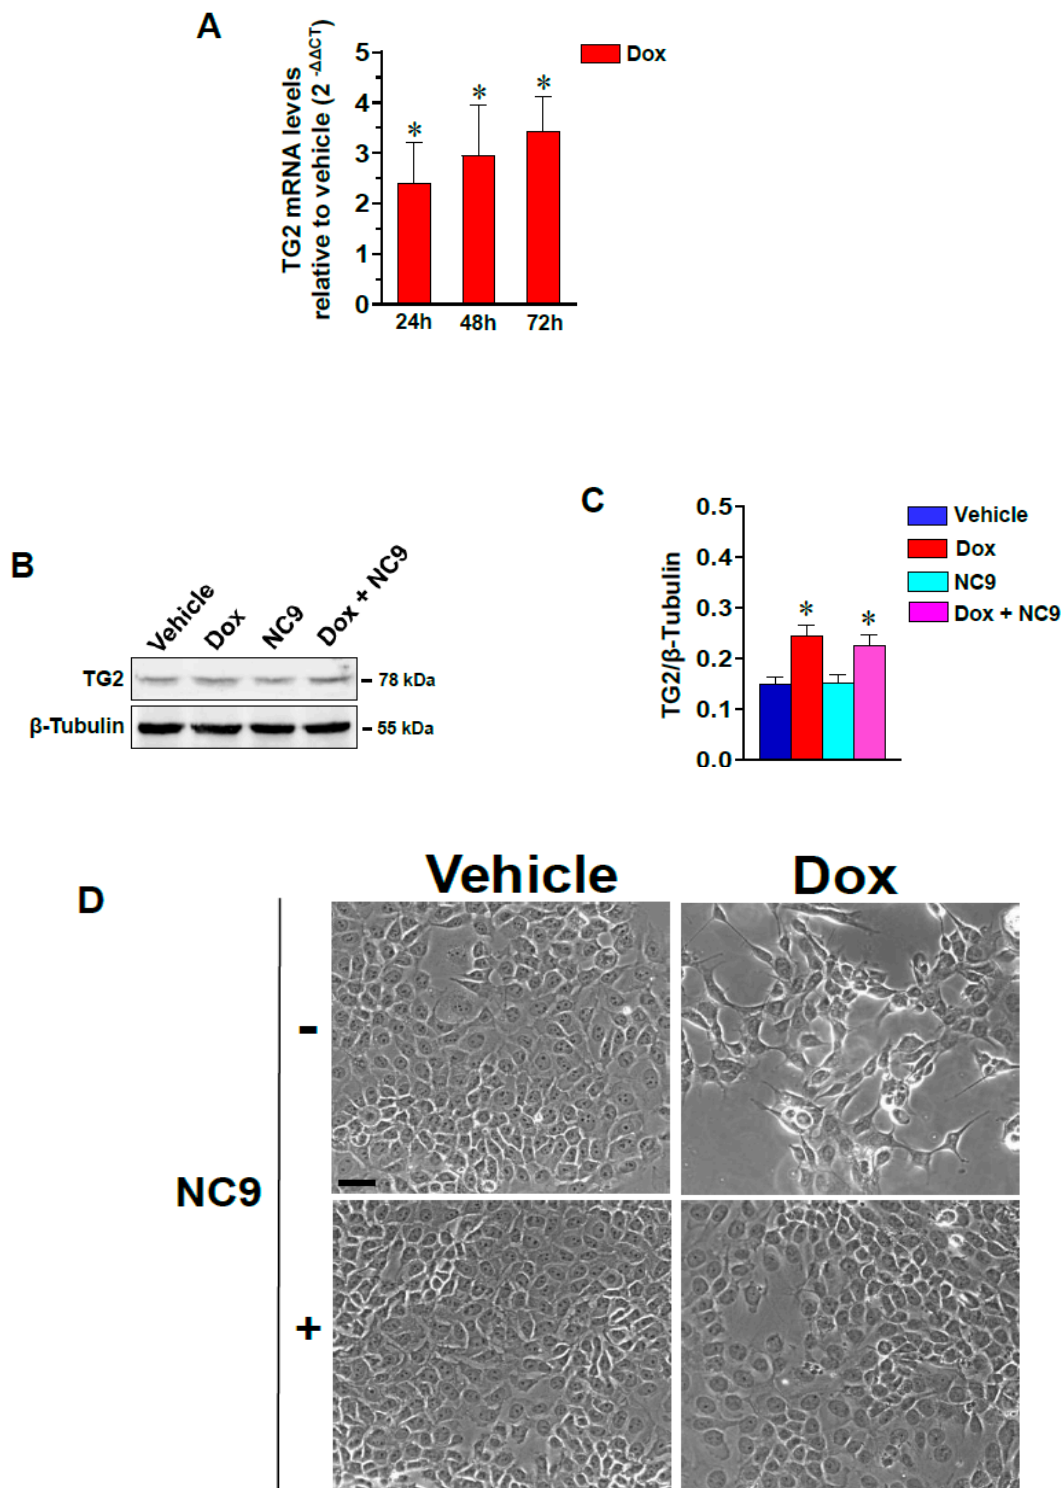 A
TG2 mRNA levels
relative to vehicle (2 -ΔΔCT)
5
4
3
2
1
0
* * *
24h 48h 72h
Dox
B
Vehicle Dox NC9 Dox + NC9
TG2 78 kDa
β-Tubulin 55 kDa
C
TG2/β-Tubulin
0.5
0.4
0.3
0.2
0.1
0.0
* *
Vehicle
Dox
NC9
Dox + NC9
D
Vehicle Dox
NC9
-
+